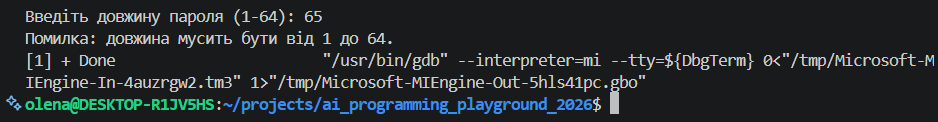 Введіть довжину пароля (1-64): 65
Помилка: довжина мусить бути від 1 до 64.
[1] + Done                       "/usr/bin/gdb" --interpreter=mi --tty=${DbgTerm} 0<"/tmp/Microsoft-M
IEngine-In-4auzrgw2.tm3" 1>"/tmp/Microsoft-MIEngine-Out-5hls41pc.gbo"
olena@DESKTOP-R1JV5HS:~/projects/ai_programming_playground_2026$